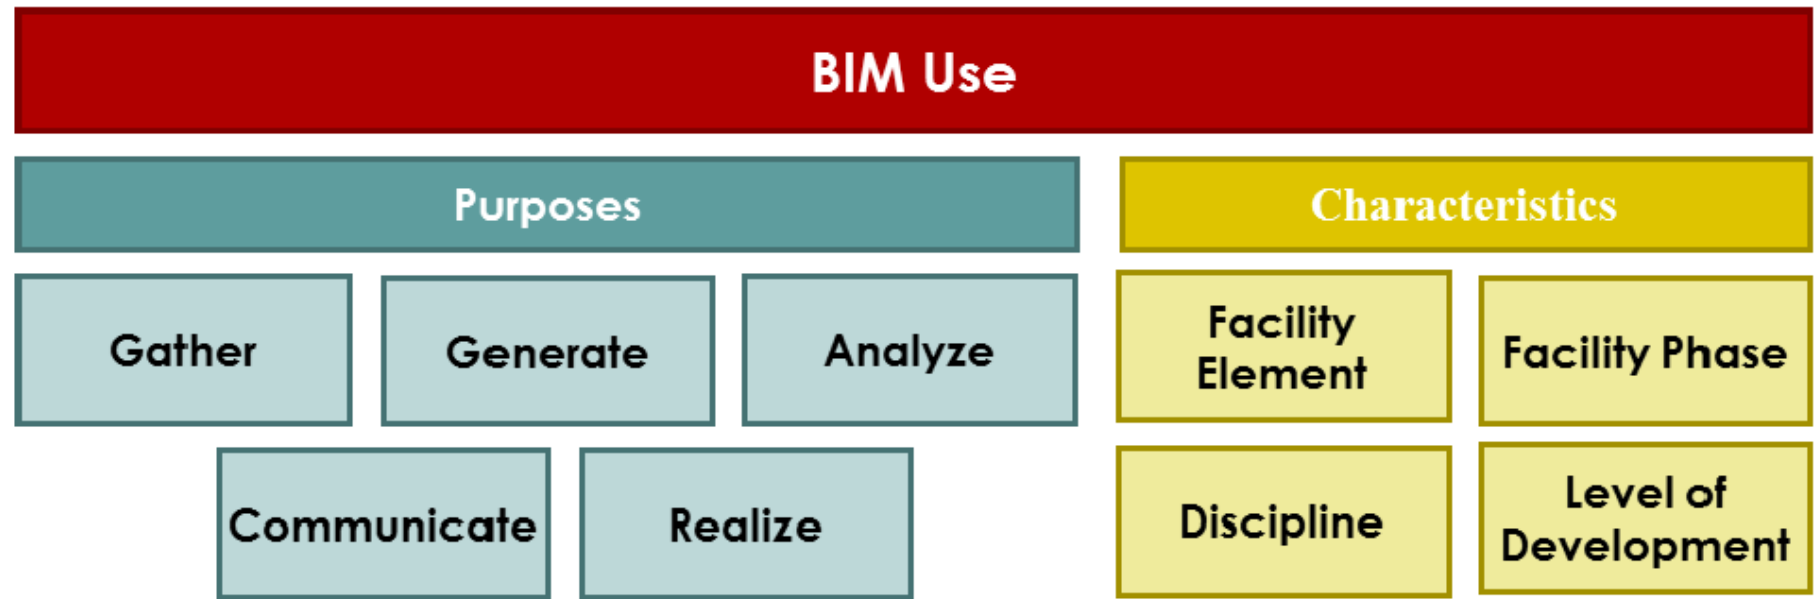 BIM Use
Purposes
Characteristics
Gather
Generate
Analyze
Facility
Element
Facility Phase
Communicate
Realize
Discipline
Level of
Development